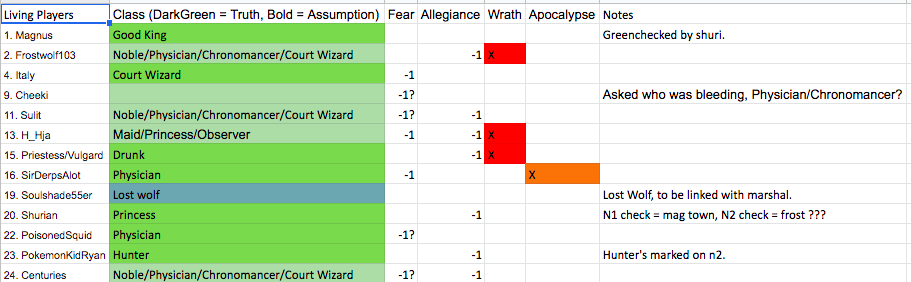 Living Players Class (DarkGreen = Truth, Bold = Assumption) Fear Allegiance Wrath Apocalypse Notes
1. Magnus Good King Greenchecked by shuri.
2. Frostwolf103 Noble/Physician/Chronomancer/Court Wizard -1 X
4. Italy Court Wizard -1
9. Cheeki -1? Asked who was bleeding, Physician/Chronomancer?
11. Sulit Noble/Physician/Chronomancer/Court Wizard -1? -1
13. H_Hja Maid/Princess/Observer -1 -1 X
15. Priestess/Vulgard Drunk -1 X
16. SirDerpsAlot Physician -1 X
19. Soulshade55er Lost wolf Lost Wolf, to be linked with marshal.
20. Shurian Princess -1 N1 check = mag town, N2 check = frost ???
22. PoisonedSquid Physician -1?
23. PokemonKidRyan Hunter -1 Hunter's marked on n2.
24. Centuries Noble/Physician/Chronomancer/Court Wizard -1? -1